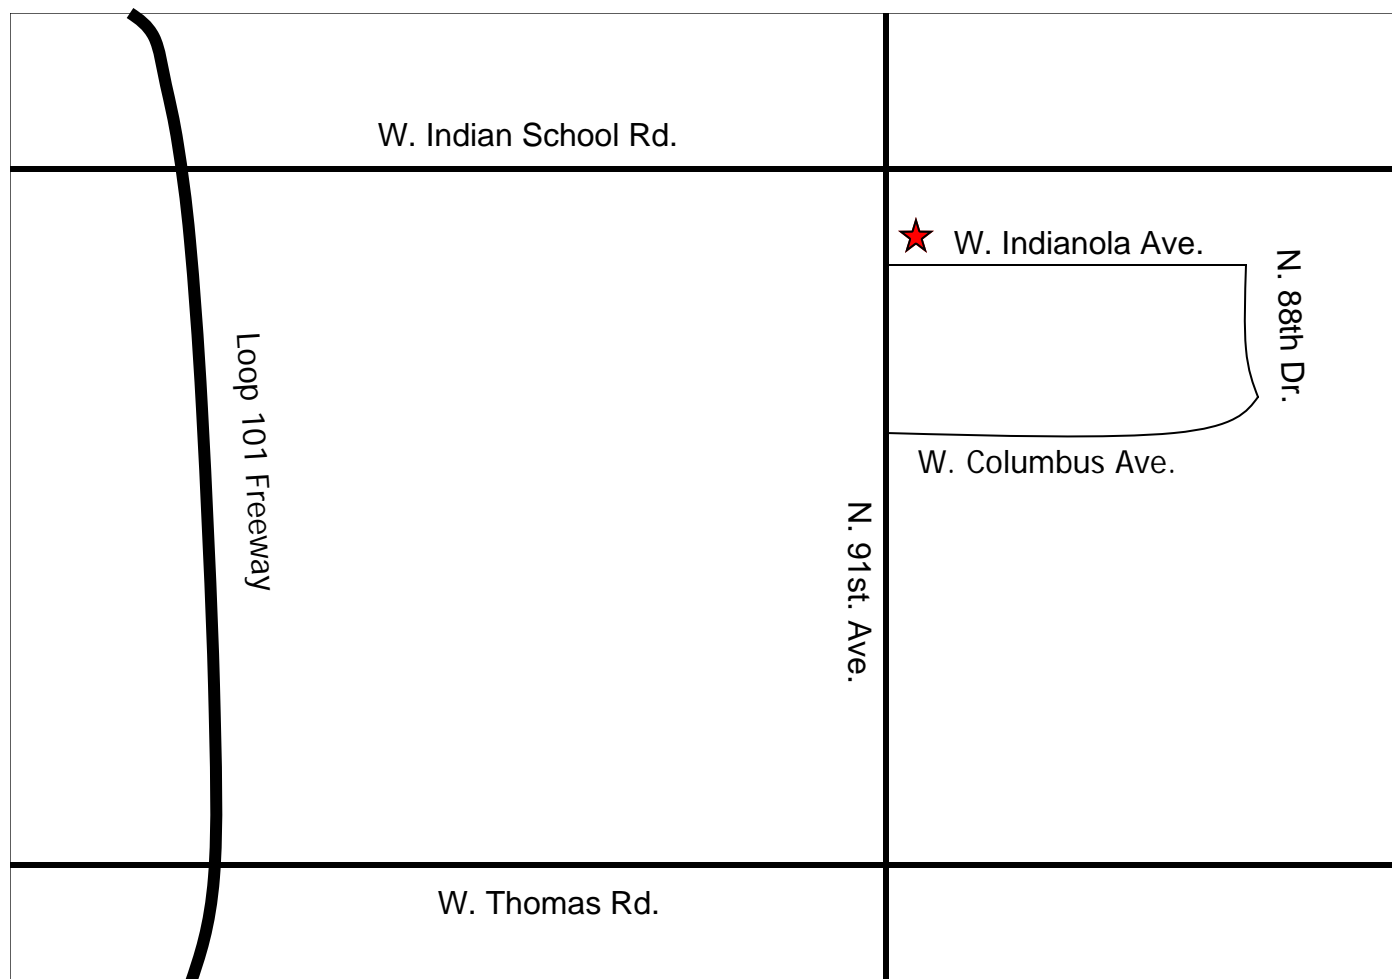 W. Indian School Rd.
W. Indianola Ave.
N. 88th Dr.
Loop 101 Freeway
W. Columbus Ave.
N. 91st. Ave.
W. Thomas Rd.